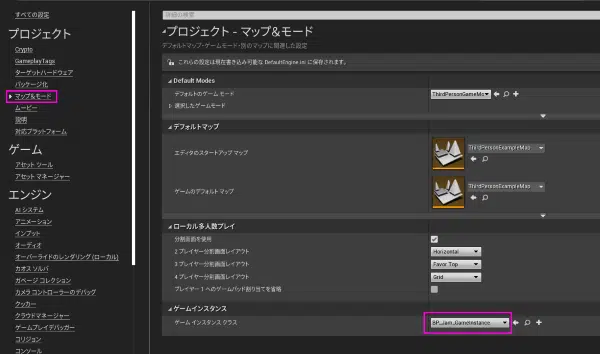 すべての設定
プロジェクト
Crypto
GameplayTags
ターゲットハードウェア
パッケージ化
マップ&モード
ムービー
説明
対応プラットフォーム
ゲーム
アセット ツール
アセット マネージャー
エンジン
AI システム
アニメーション
インプット
オーディオ
オーバーライドのレンダリング (ローカル)
カオス ソルバ
ガベージ コレクション
カメラ コントローラーのデバッグ
クッカー
クラウドマネージャー
ゲームプレイデバッガー
コリジョン
コンソール
プロジェクト - マップ&モード
デフォルトマップ・ゲームモード・別のマップに関連した設定
これらの設定は現在書き込み可能な DefaultEngine.ini に保存されます。
Default Modes
デフォルトのゲーム モード
ThirdPersonGameMo
選択したゲームモード
デフォルトマップ
エディタのスタートアップ マップ
ThirdPersonExampleMap
ゲームのデフォルト マップ
ThirdPersonExampleMap
ローカル多人数プレイ
分割画面を使用
2 プレイヤー分割画面レイアウト
Horizontal
3 プレイヤー分割画面レイアウト
Favor Top
4 プレイヤー分割画面レイアウト
Grid
プレイヤー 1 へのゲームパッド割り当てを省略
ゲームインスタンス
ゲーム インスタンス クラス
BP_Jam_GameInstance